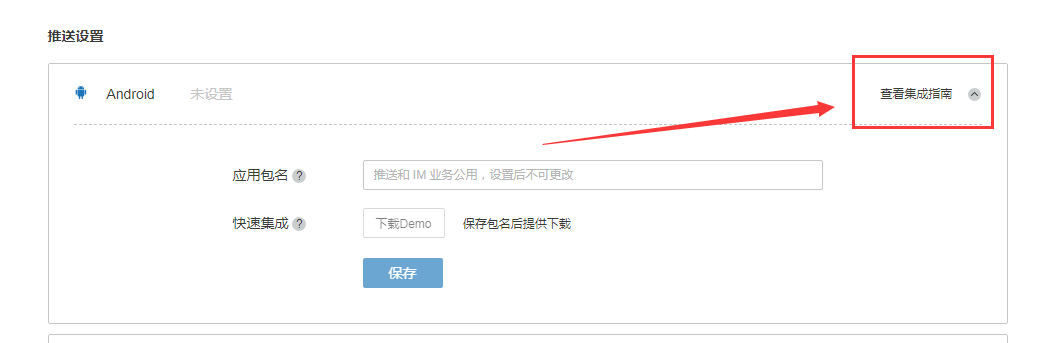 推送设置
Android 未设置 查看集成指南
应用包名 ? 推送和 IM 业务公用，设置后不可更改
快速集成 ? 下载Demo 保存包名后提供下载
保存